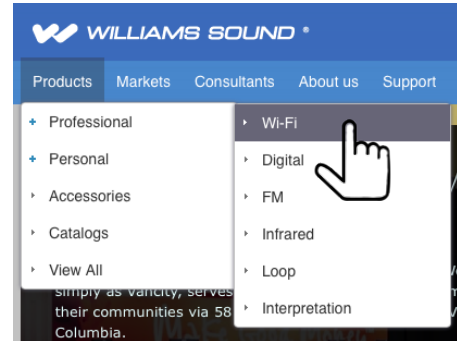 WILLIAMS SOUND
Products Markets Consultants About us Support
+ Professional
+ Personal
Accessories
Catalogs
View All
Wi-Fi
Digital
FM
Infrared
Loop
Interpretation
simply as Vancity, serves
their communities via 58
Columbia.